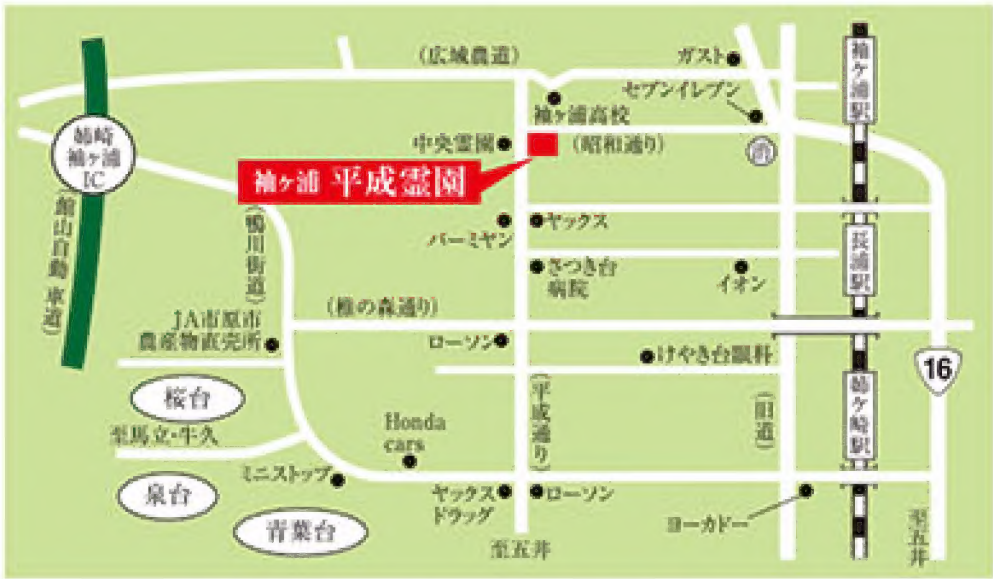 (広域農道)
ガスト
袖ヶ浦駅
セブンイレブン
袖ヶ浦高校
姉崎
袖ヶ浦
IC
中央霊園
(昭和通り)
袖ヶ浦 平成霊園
(館山自動車道)
(鴨川街道)
バーミヤン
ヤックス
長浦駅
さつき台
病院
イオン
(椎の森通り)
JA市原市
農産物直売所
ローソン
けやき台眼科
16
桜台
(平成通り)
(旧道)
姉ヶ崎駅
至馬立・牛久
Honda
cars
ミニストップ
泉台
ヤックス
ドラッグ
ローソン
ヨーカドー
青葉台
至五井
至五井